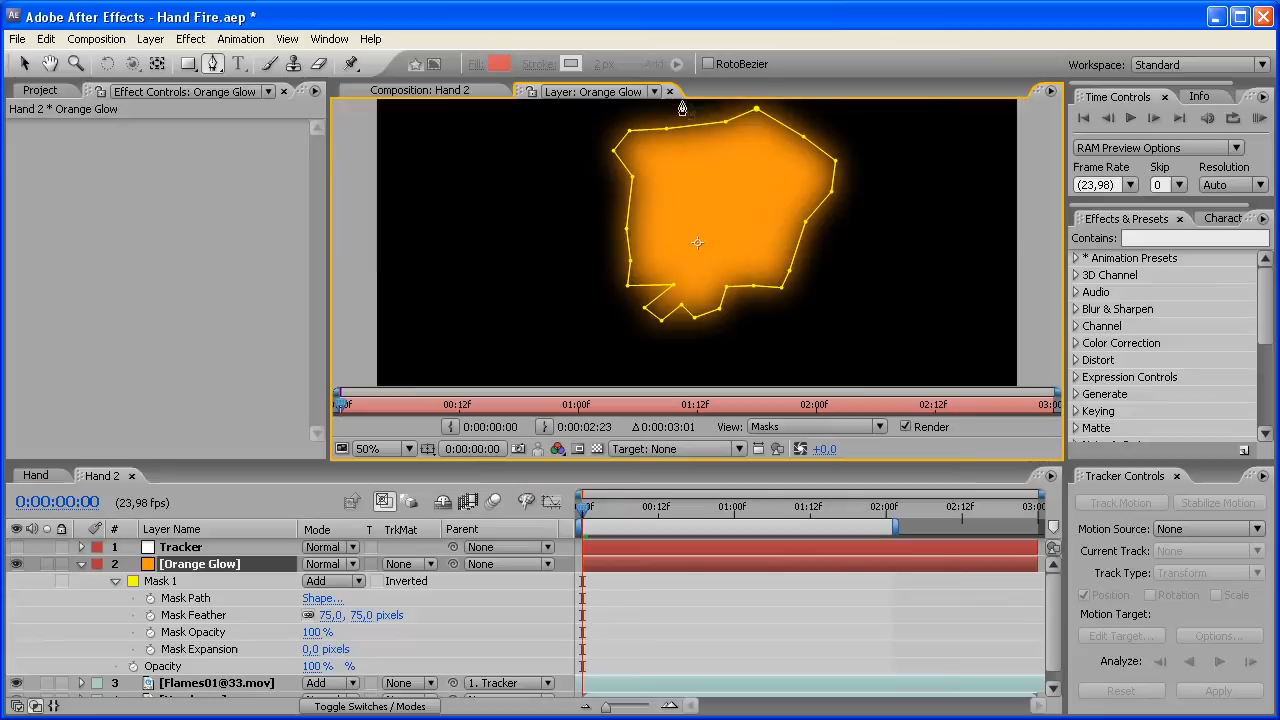 Adobe After Effects - Hand Fire.aep *
File Edit Composition Layer Effect Animation View Window Help
Fill: Stroke: 2 px Add: RotoBezier Workspace: Standard
Project Effect Controls: Orange Glow
Hand 2 * Orange Glow
Composition: Hand 2 Layer: Orange Glow
Time Controls Info
RAM Preview Options
Frame Rate Skip Resolution
(23,98) 0 Auto
Effects & Presets Charact
Contains:
* Animation Presets
3D Channel
Audio
Blur & Sharpen
Channel
Color Correction
Distort
Expression Controls
Generate
Keying
Matte
00:12F 01:00F 01:12F 02:00F 02:12F 03:00
0:00:00:00 0:00:02:23 Δ0:00:03:01 View: Masks Render
50% 0:00:00:00 Target: None +0,0
Hand Hand 2
0:00:00:00 (23,98 fps)
00:12F 01:00F 01:12F 02:00F 02:12F 03:00
# Layer Name Mode T TrkMat Parent
1 Tracker Normal None
2 [Orange Glow] Normal None None
Mask 1 Add Inverted
Mask Path Shape...
Mask Feather 75,0, 75,0 pixels
Mask Opacity 100 %
Mask Expansion 0,0 pixels
Opacity 100 % %
3 [Flames01@33.mov] Add None 1. Tracker
Toggle Switches / Modes
Tracker Controls
Track Motion Stabilize Motion
Motion Source: None
Current Track: None
Track Type: Transform
Position Rotation Scale
Motion Target:
Edit Target... Options...
Analyze:
Reset Apply